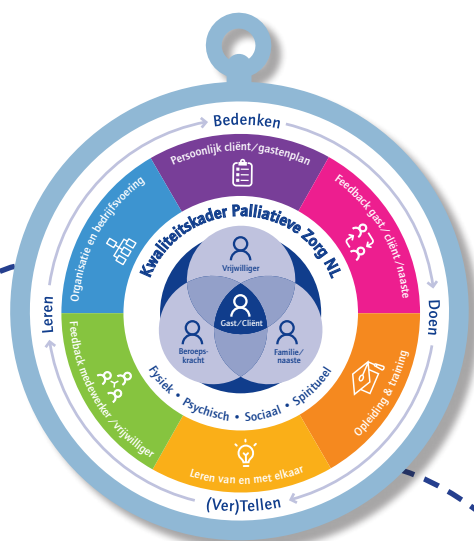 Bedenken
Doen
(Ver)Tellen
Leren
Persoonlijk cliënt/gastenplan
Feedback gast/cliënt/naaste
Opleiding & training
Leren van en met elkaar
Feedback medewerker/vrijwilliger
Organisatie en bedrijfsvoering
Kwaliteitskader Palliatieve Zorg NL
Vrijwilliger
Gast/Cliënt
Beroeps-
kracht
Familie/
naaste
Fysiek • Psychisch • Sociaal • Spiritueel